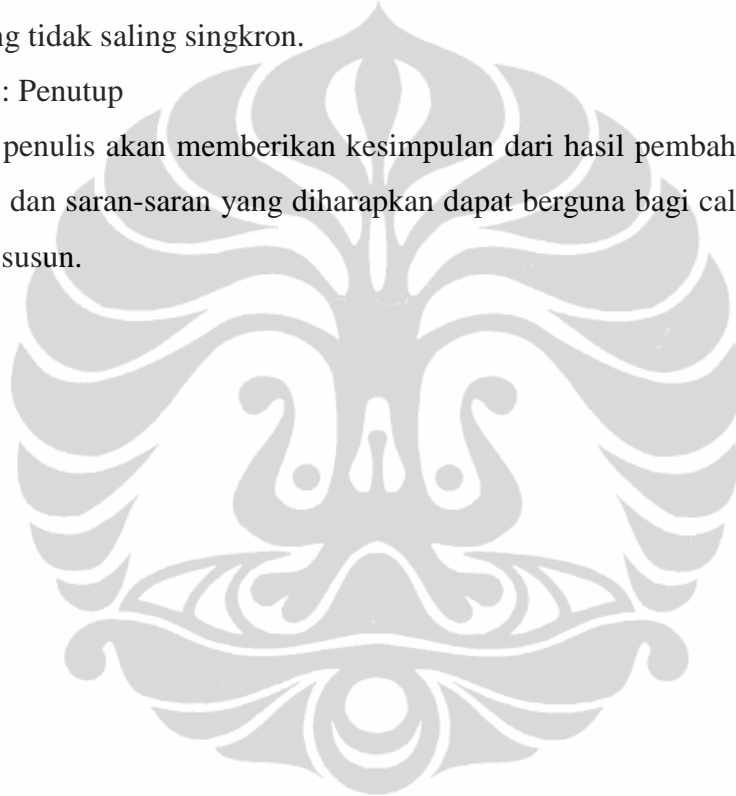 ng tidak saling singkron.
: Penutup
penulis akan memberikan kesimpulan dari hasil pembah
dan saran-saran yang diharapkan dapat berguna bagi cal
susun.